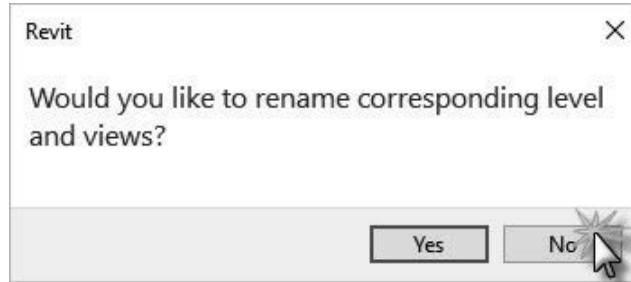 Revit
Would you like to rename corresponding level
and views?
Yes No